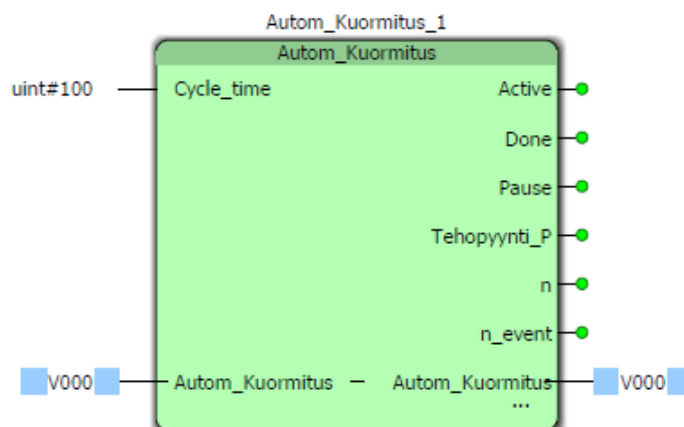 Autom_Kuormitus_1
Autom_Kuormitus
uint#100 Cycle_time Active
Done
Pause
Tehopyynti_P
n
n_event
V000 Autom_Kuormitus – Autom_Kuormitus V000
...